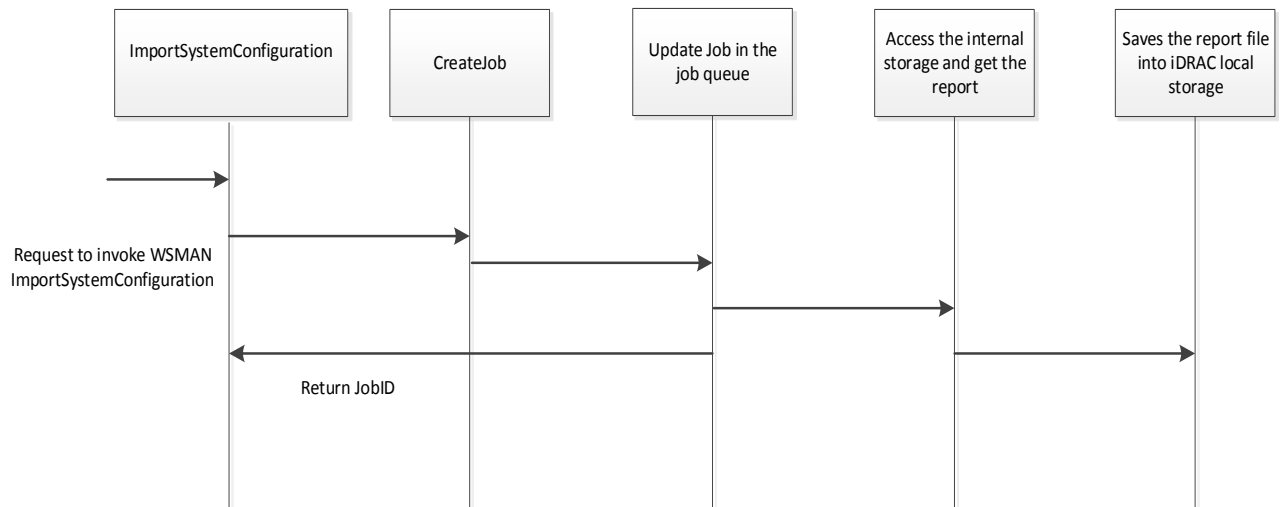 ImportSystemConfiguration
CreateJob
Update Job in the
job queue
Access the internal
storage and get the
report
Saves the report file
into iDRAC local
storage
Request to invoke WSMAN
ImportSystemConfiguration
Return JobID